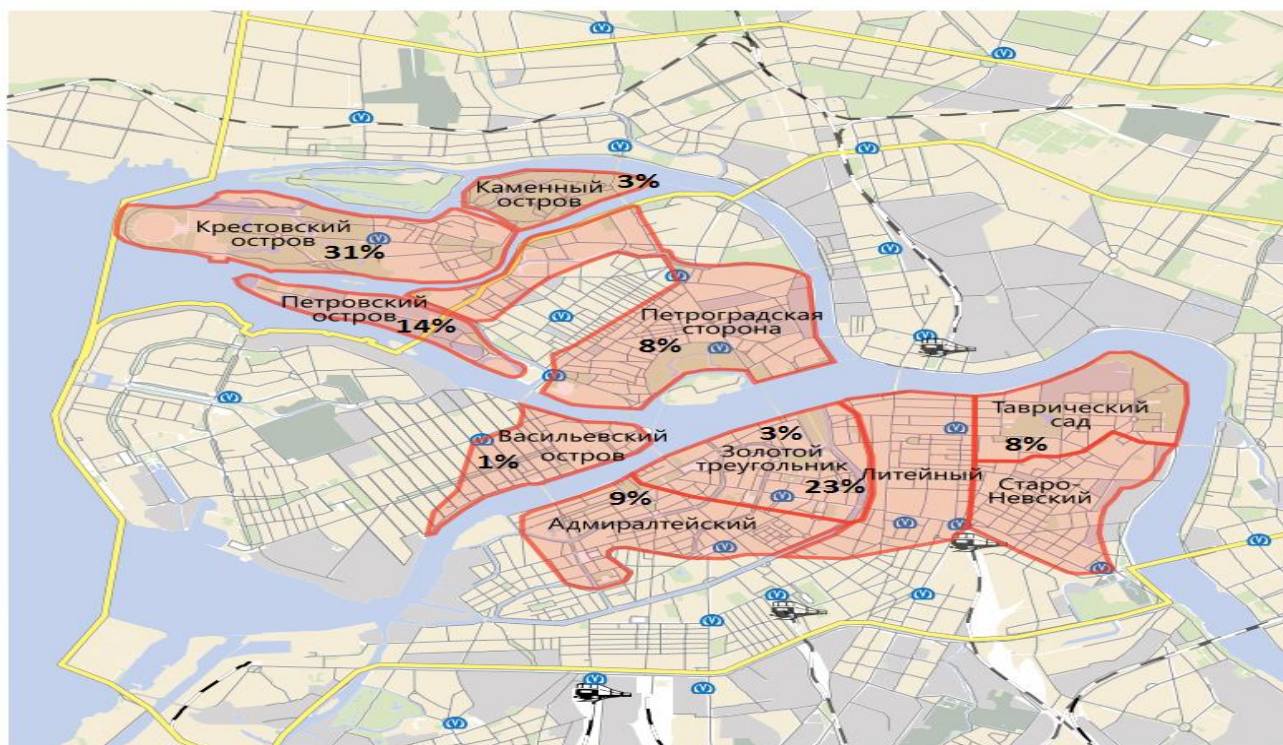 Каменный
остров
3%
Крестовский
остров
31%
Петровский
остров
14%
Петроградская
сторона
8%
Васильевский
остров
1%
3%
Золотой
треугольник
23%
Литейный
Таврический
сад
8%
Старо-
Невский
9%
Адмиралтейский